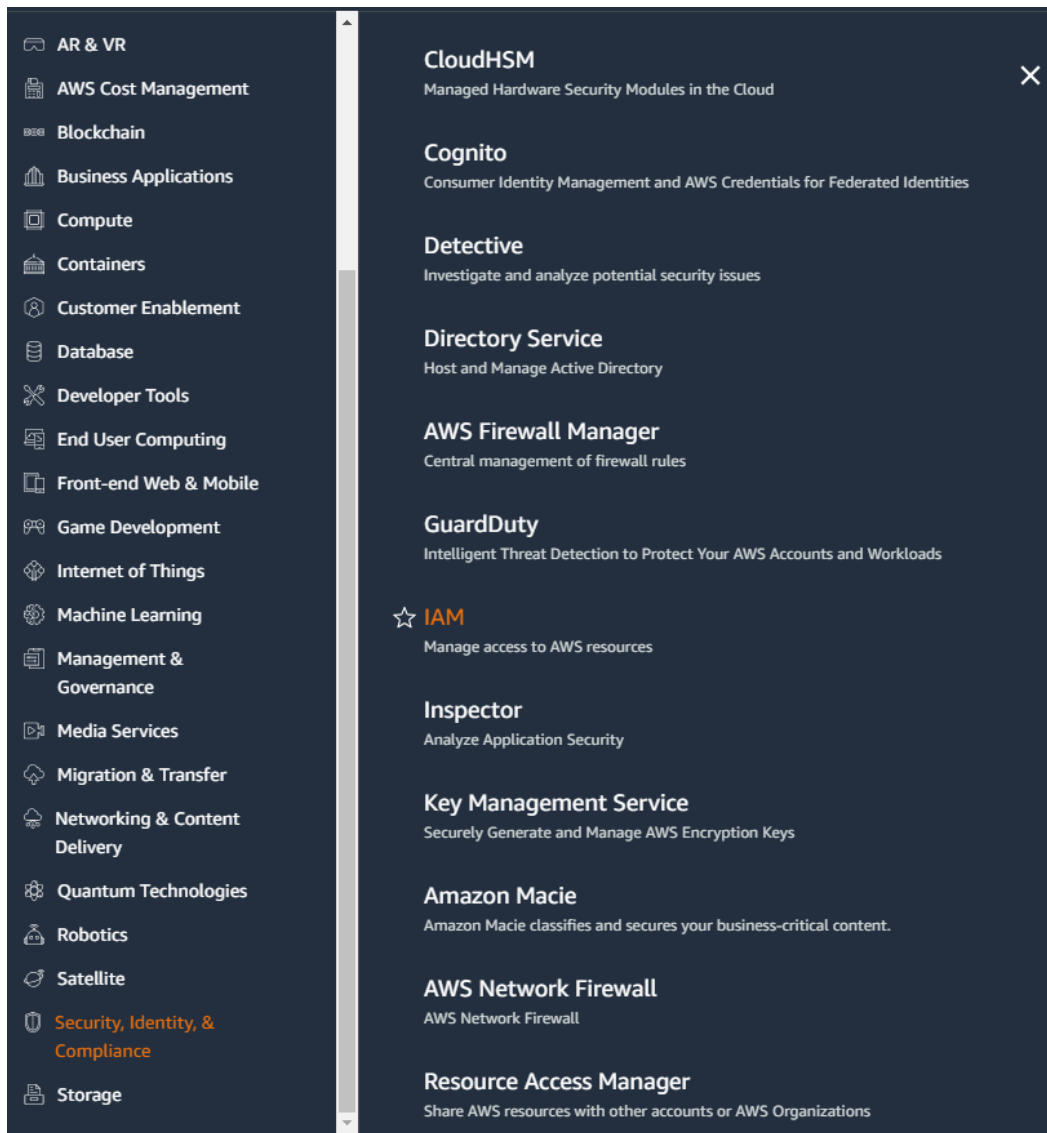 AR & VR
AWS Cost Management
Blockchain
Business Applications
Compute
Containers
Customer Enablement
Database
Developer Tools
End User Computing
Front-end Web & Mobile
Game Development
Internet of Things
Machine Learning
Management &
Governance
Media Services
Migration & Transfer
Networking & Content
Delivery
Quantum Technologies
Robotics
Satellite
Security, Identity, &
Compliance
Storage
CloudHSM
Managed Hardware Security Modules in the Cloud
Cognito
Consumer Identity Management and AWS Credentials for Federated Identities
Detective
Investigate and analyze potential security issues
Directory Service
Host and Manage Active Directory
AWS Firewall Manager
Central management of firewall rules
GuardDuty
Intelligent Threat Detection to Protect Your AWS Accounts and Workloads
IAM
Manage access to AWS resources
Inspector
Analyze Application Security
Key Management Service
Securely Generate and Manage AWS Encryption Keys
Amazon Macie
Amazon Macie classifies and secures your business-critical content.
AWS Network Firewall
AWS Network Firewall
Resource Access Manager
Share AWS resources with other accounts or AWS Organizations